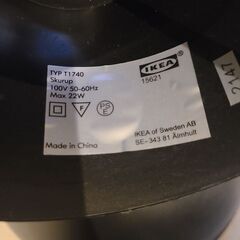 TYP T1740
Skurup
100V 50-60Hz
Max 22W
F
PS
E
Made in China
IKEA
15621
IKEA of Sweden AB
SE-343 81 Älmhult
2147